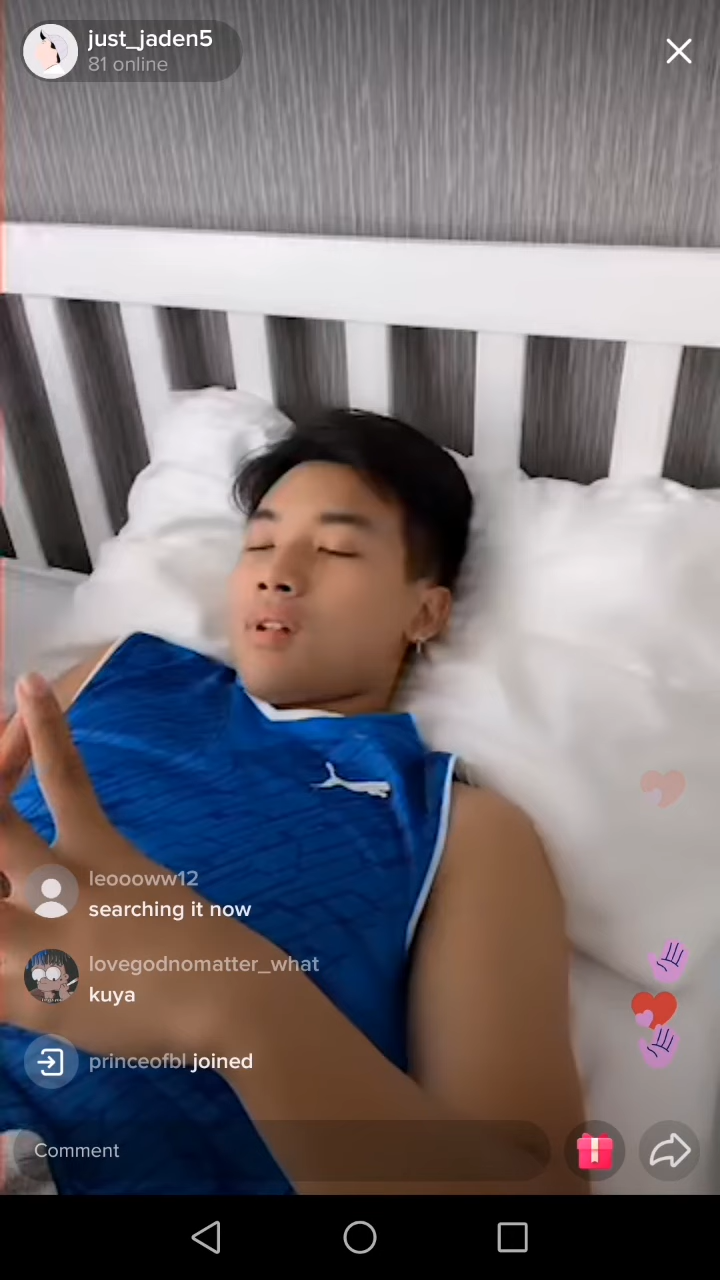 just_jaden5
81 online
leoooww12
searching it now
lovegodnomatter_what
kuya
princeofbl joined
Comment